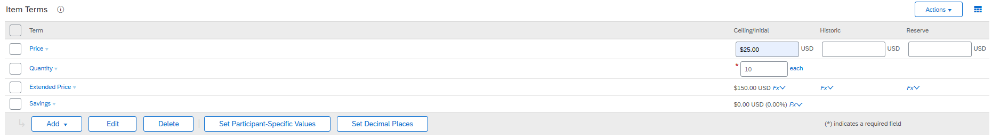 Item Terms
Actions
Term Ceiling/Initial Historic Reserve
Price $25.00 USD USD USD
Quantity * 10 each
Extended Price $150.00 USD Fx Fx Fx
Savings $0.00 USD (0.00%) Fx
Add Edit Delete Set Participant-Specific Values Set Decimal Places (*) indicates a required field